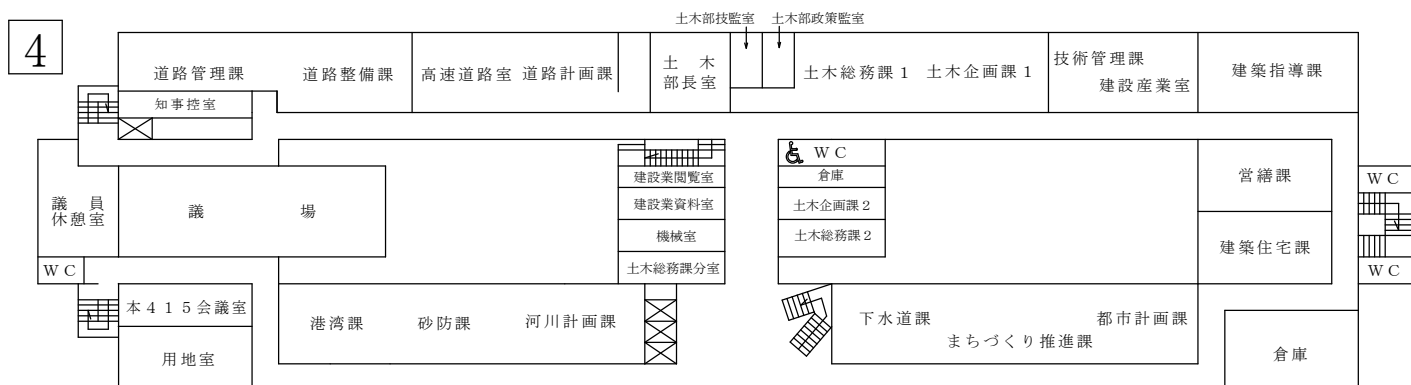 4
土木部技監室 土木部政策監室
道路管理課 道路整備課 高速道路室 道路計画課
土木
部長室
土木総務課1 土木企画課1
技術管理課
建設産業室
建築指導課
知事控室
議員
休憩室
議場
建設業閲覧室
建設業資料室
機械室
土木総務課分室
WC
倉庫
土木企画課2
土木総務課2
営繕課
建築住宅課
WC
WC
WC
本415会議室
用地室
港湾課 砂防課 河川計画課
下水道課 都市計画課
まちづくり推進課
倉庫